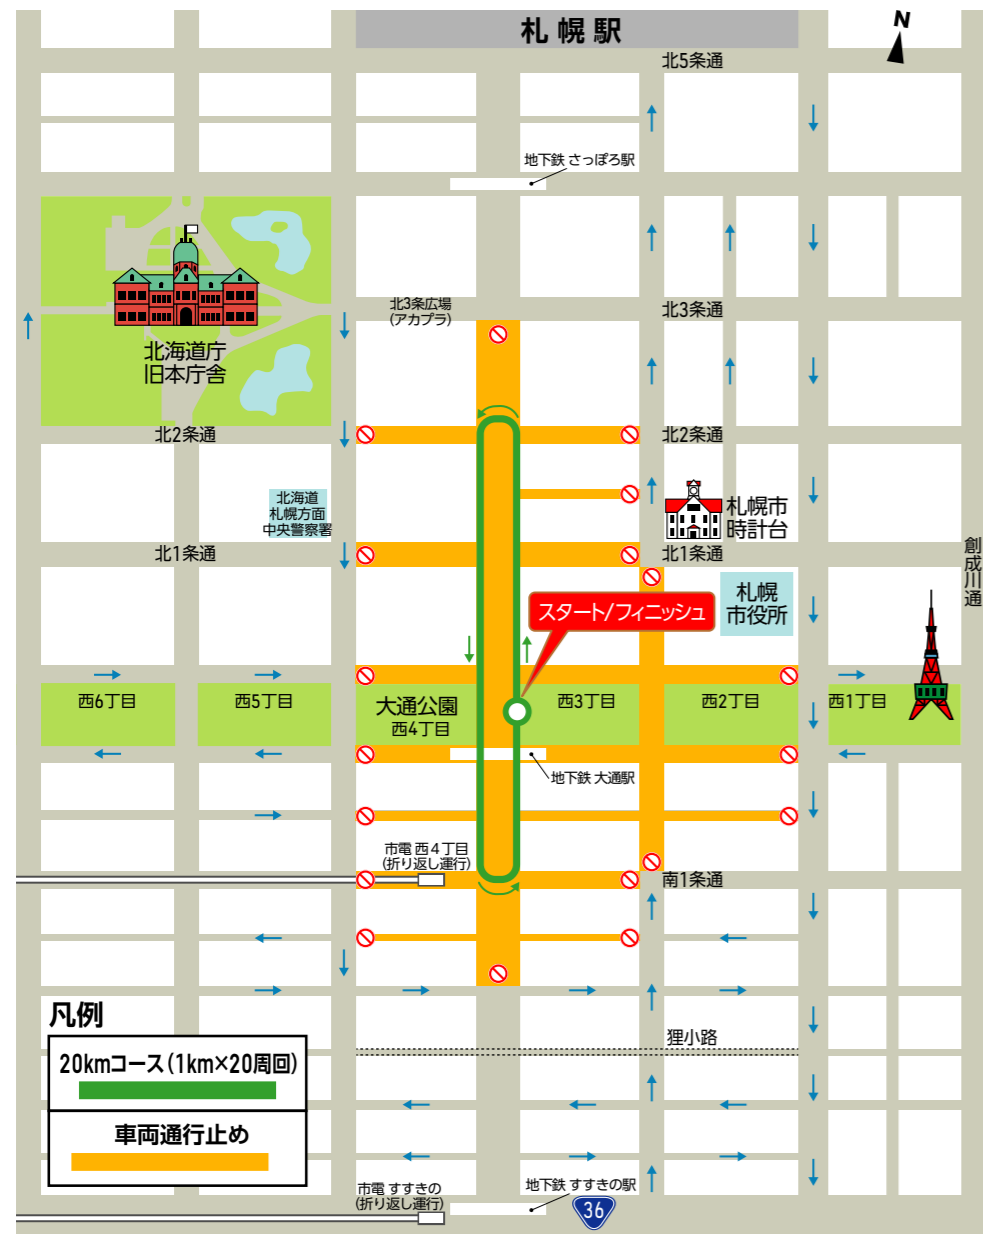 札幌駅
N
北5条通
地下鉄 さっぽろ駅
北3条広場
(アカプラ)
北3条通
北海道庁
旧本庁舎
北2条通
北2条通
北海道
札幌方面
中央警察署
札幌市
時計台
北1条通
北1条通
創成川通
札幌
市役所
スタート/フィニッシュ
西6丁目
西5丁目
大通公園
西4丁目
西3丁目
西2丁目
西1丁目
地下鉄 大通駅
市電 西4丁目
(折り返し運行)
南1条通
凡例
20kmコース(1km×20周回)
車両通行止め
狸小路
市電 すすきの
(折り返し運行)
地下鉄 すすきの駅
36